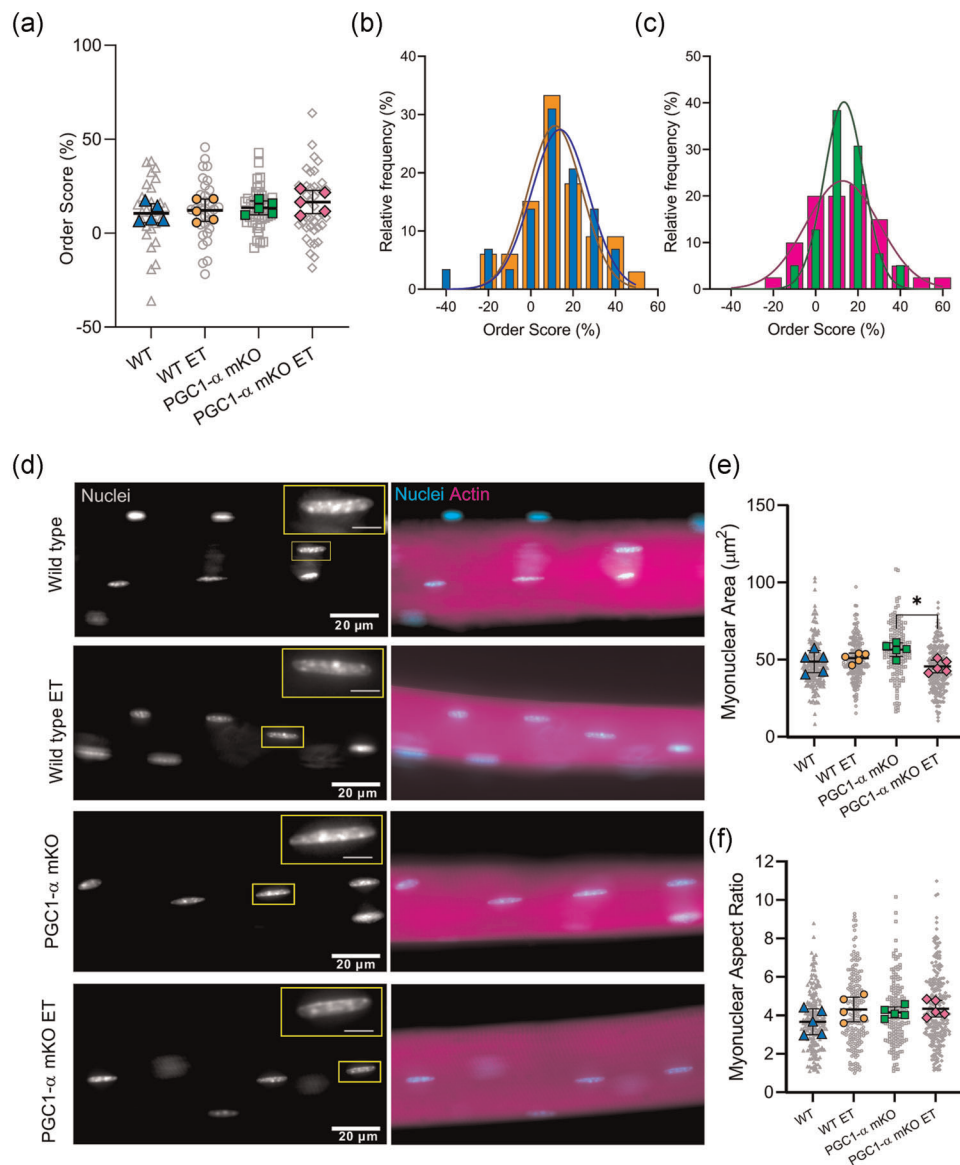 (a)
100
50
0
-50
Order Score (%)
WT
WT ET
PGC1-α mKO
PGC1-α mKO ET
(b)
40
30
20
10
0
Relative frequency (%)
-40 -20 0 20 40 60
Order Score (%)
(c)
50
40
30
20
10
0
Relative frequency (%)
-40 -20 0 20 40 60
Order Score (%)
(d)
Nuclei
Nuclei Actin
Wild type
20 µm
Wild type ET
20 µm
PGC1-α mKO
20 µm
PGC1-α mKO ET
20 µm
(e)
150
100
50
0
Myonuclear Area (µm²)
*
WT
WT ET
PGC1-α mKO
PGC1-α mKO ET
(f)
12
10
8
6
4
2
0
Myonuclear Aspect Ratio
WT
WT ET
PGC1-α mKO
PGC1-α mKO ET